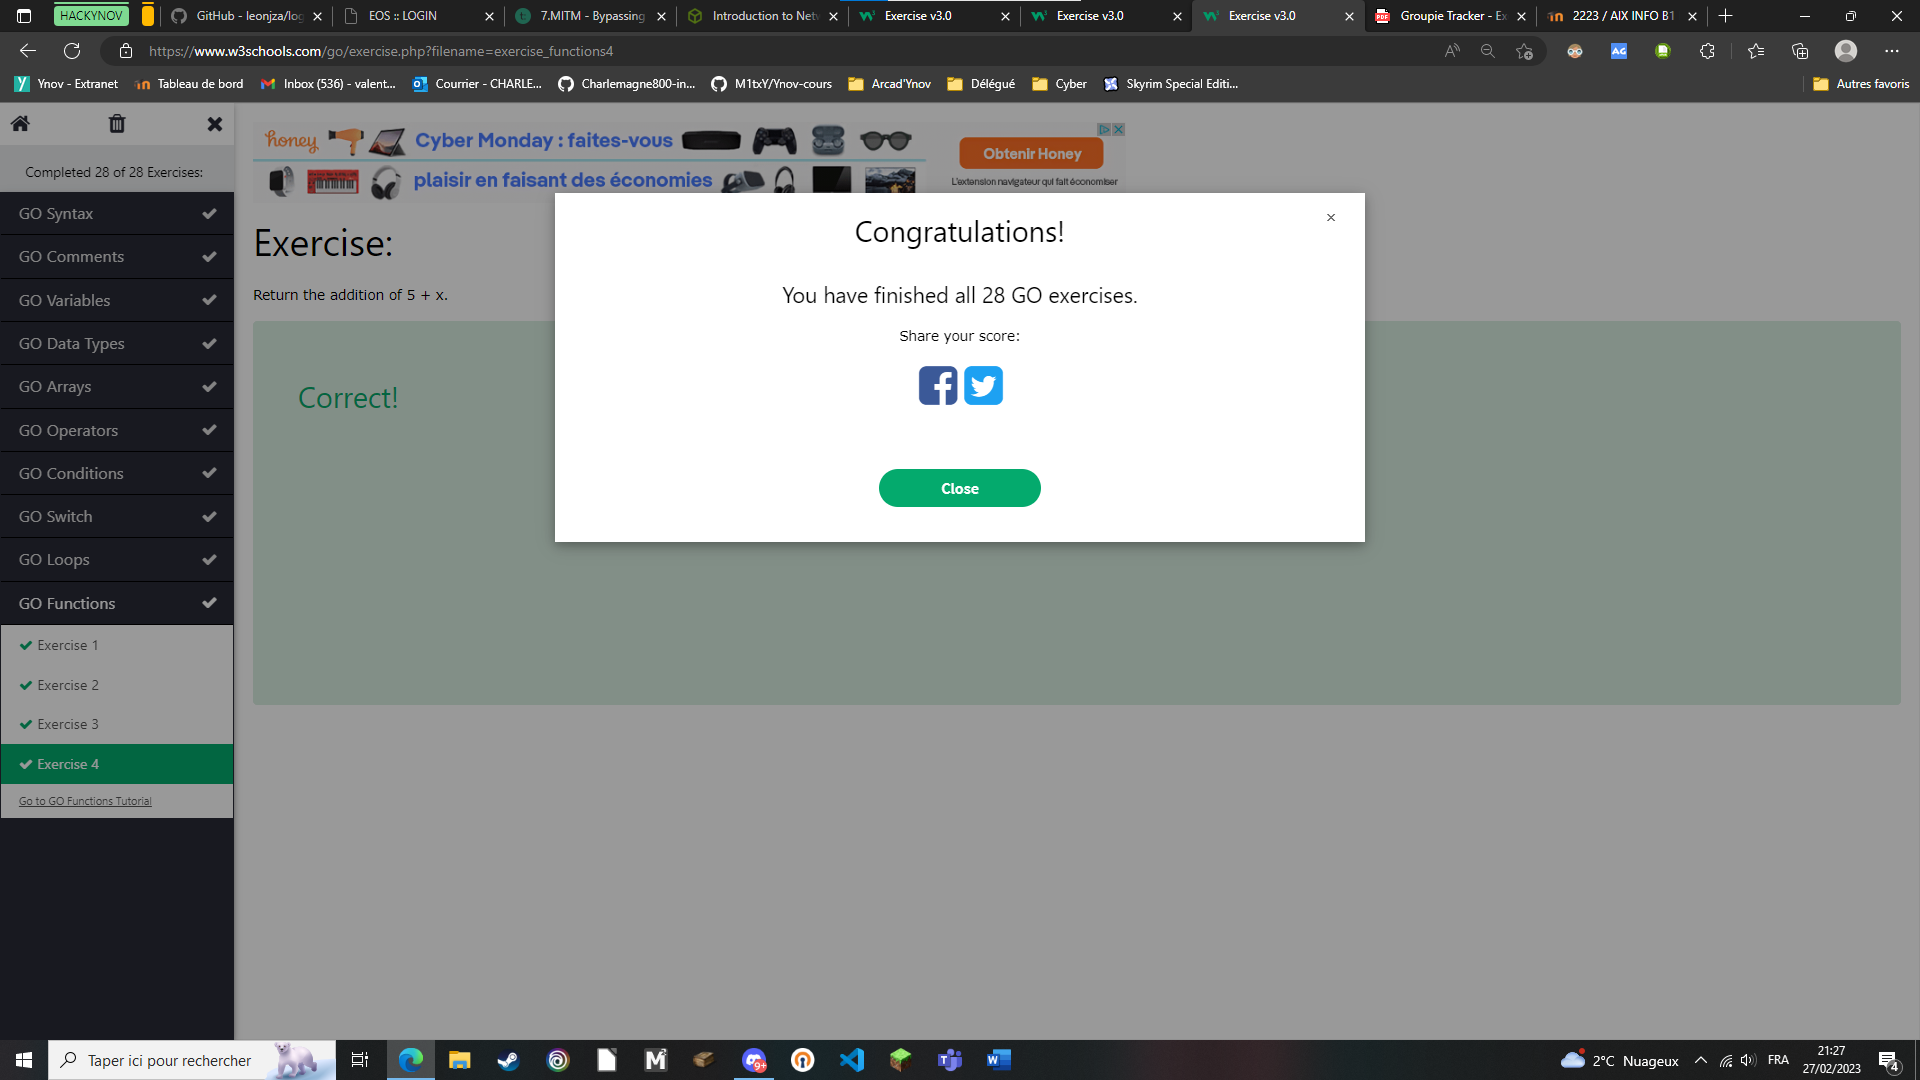 HACKYNOV
GitHub - leonjza/log
EOS :: LOGIN
7.MITM - Bypassing
Introduction to Netw
Exercise v3.0
Exercise v3.0
Exercise v3.0
Groupie Tracker - Ex
2223 / AIX INFO B1
https://www.w3schools.com/go/exercise.php?filename=exercise_functions4
Ynov - Extranet
Tableau de bord
Inbox (536) - valent...
Courrier - CHARLE...
Charlemagne800-in...
M1txY/Ynov-cours
Arcad'Ynov
Délégué
Cyber
Skyrim Special Editi...
Autres favoris
Completed 28 of 28 Exercises:
GO Syntax
GO Comments
GO Variables
GO Data Types
GO Arrays
GO Operators
GO Conditions
GO Switch
GO Loops
GO Functions
Exercise 1
Exercise 2
Exercise 3
Exercise 4
Go to GO Functions Tutorial
honey
Cyber Monday : faites-vous
plaisir en faisant des économies
Obtenir Honey
L'extension navigateur qui fait économiser
Exercise:
Return the addition of 5 + x.
Correct!
×
Congratulations!
You have finished all 28 GO exercises.
Share your score:
Close
Taper ici pour rechercher
9+
2°C Nuageux
FRA
21:27
27/02/2023
4